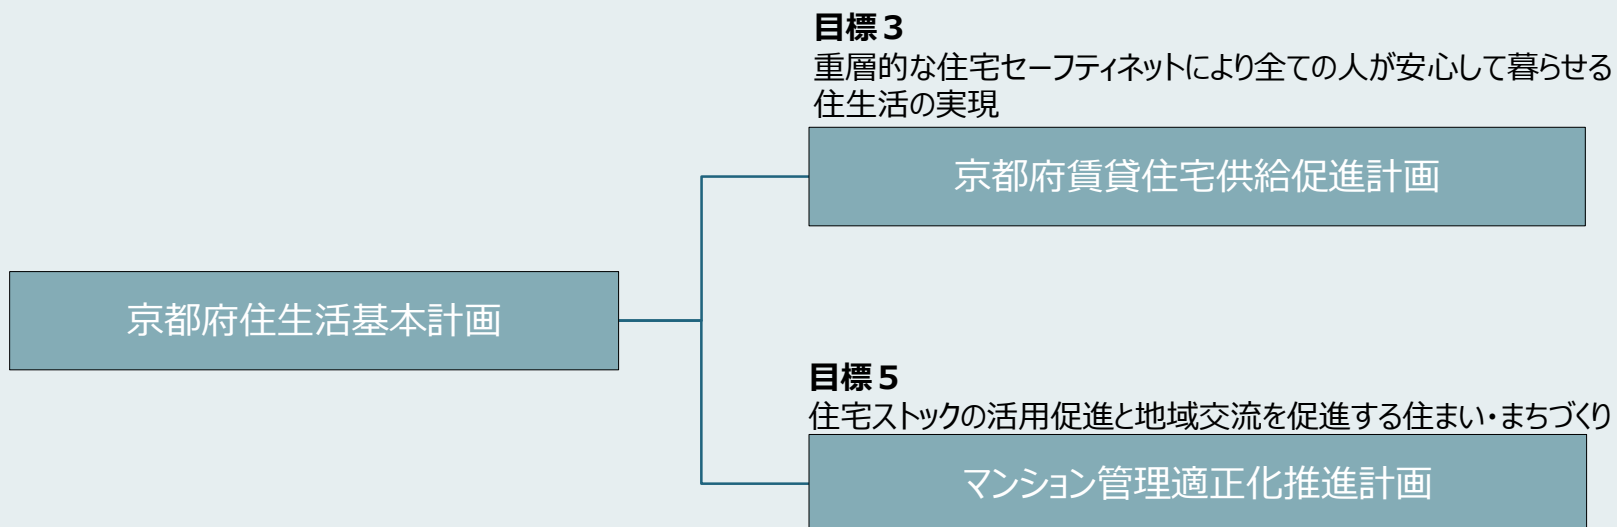 目標３
重層的な住宅セーフティネットにより全ての人が安心して暮らせる
住生活の実現
京都府賃貸住宅供給促進計画
京都府住生活基本計画
目標５
住宅ストックの活用促進と地域交流を促進する住まい・まちづくり
マンション管理適正化推進計画